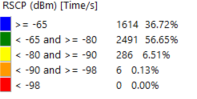 RSCP (dBm) [Time/s]
>= -65 1614 36.72%
< -65 and >= -80 2491 56.65%
< -80 and >= -90 286 6.51%
< -90 and >= -98 6 0.13%
< -98 0 0.00%